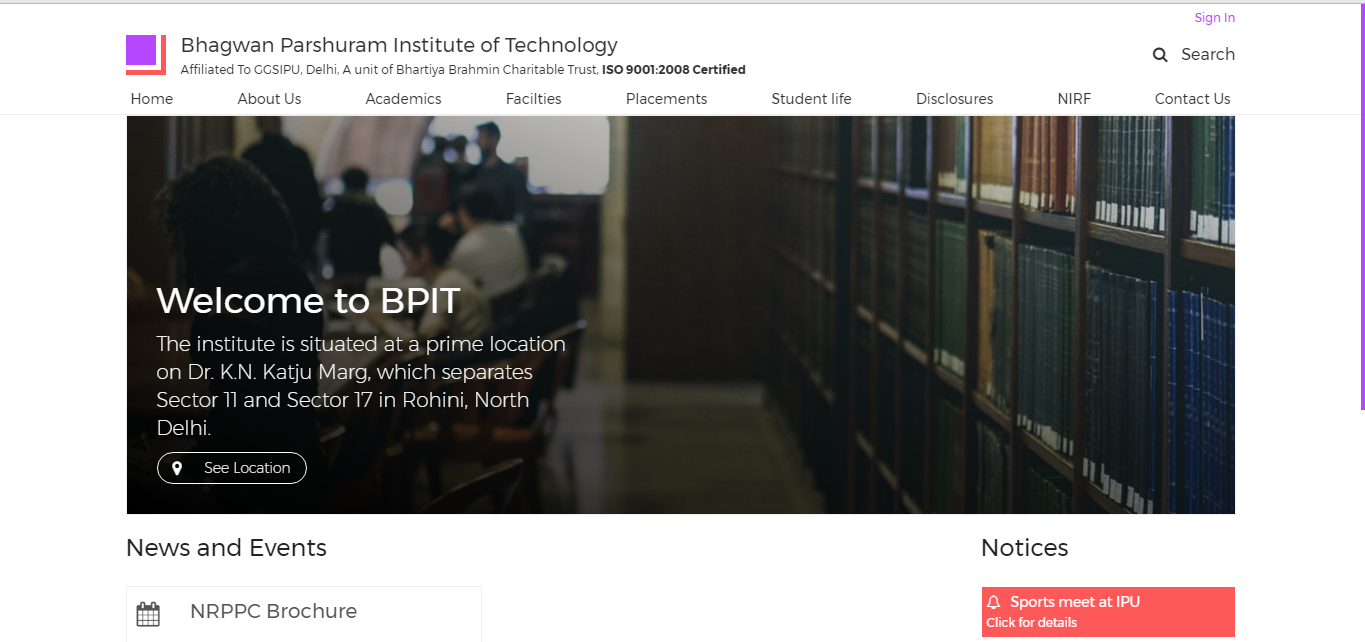 Sign In
Bhagwan Parshuram Institute of Technology
Affiliated To GGSIPU, Delhi, A unit of Bhartiya Brahmin Charitable Trust, ISO 9001:2008 Certified
Search
Home About Us Academics Facilties Placements Student life Disclosures NIRF Contact Us
Welcome to BPIT
The institute is situated at a prime location
on Dr. K.N. Katju Marg, which separates
Sector 11 and Sector 17 in Rohini, North
Delhi.
See Location
News and Events
NRPPC Brochure
Notices
Sports meet at IPU
Click for details